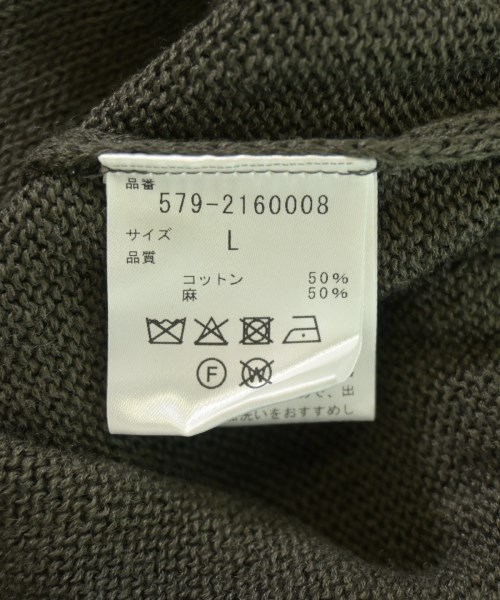 品番
579-2160008
サイズ L
品質
コットン 50%
麻 50%
F W
で、出
洗いをおすすめし